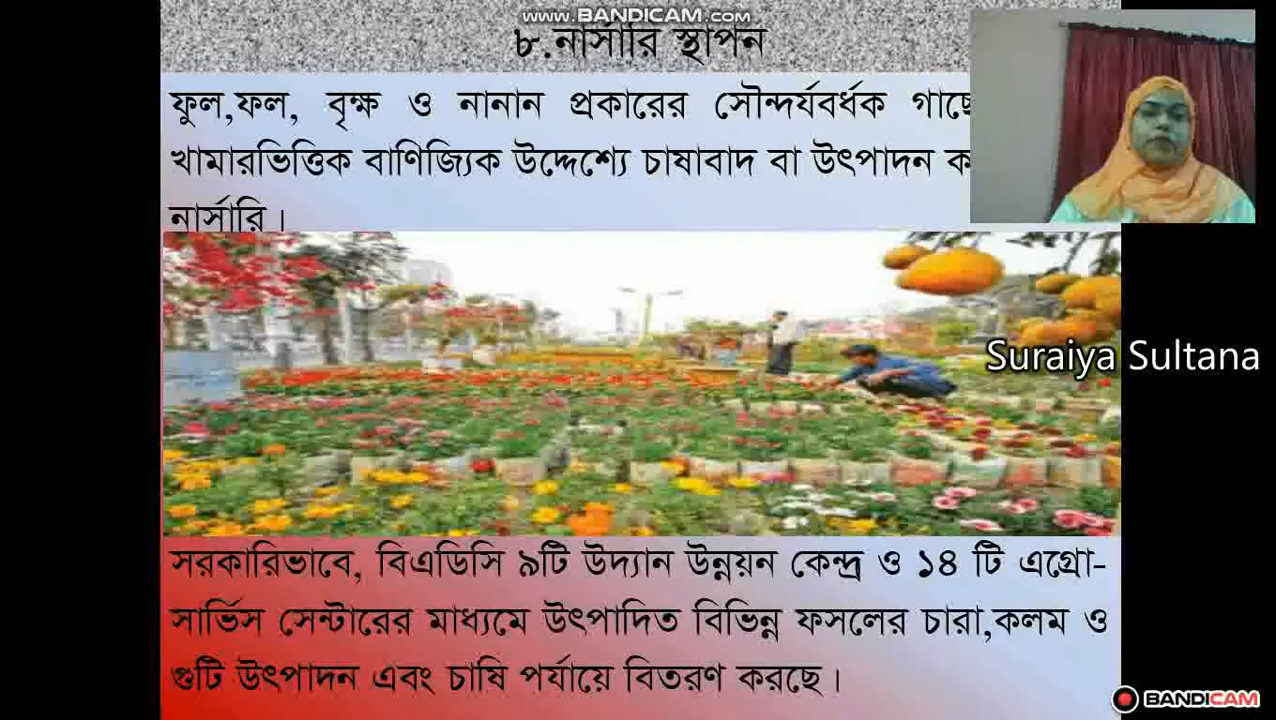 www.BANDICAM.com
৮.নার্সারি স্থাপন
ফুল,ফল, বৃক্ষ ও নানান প্রকারের সৌন্দর্যবর্ধক
খামারভিত্তিক বাণিজ্যিক উদ্দেশ্যে চাষাবাদ বা উৎপাদন
নার্সারি।
Suraiya Sultana
সরকারিভাবে, বিএডিসি ৯টি উদ্যান উন্নয়ন কেন্দ্র ও ১৪ টি এগ্রো-
সার্ভিস সেন্টারের মাধ্যমে উৎপাদিত বিভিন্ন ফসলের চারা,কলম ও
গুটি উৎপাদন এবং চাষি পর্যায়ে বিতরণ করছে।
BANDICAM